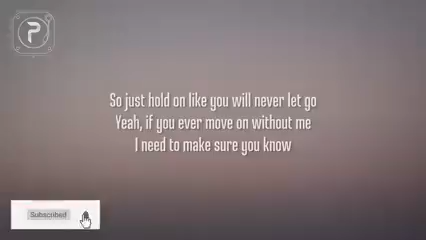 So just hold on like you will never let go
Yeah, if you ever move on without me
I need to make sure you know
Subscribed